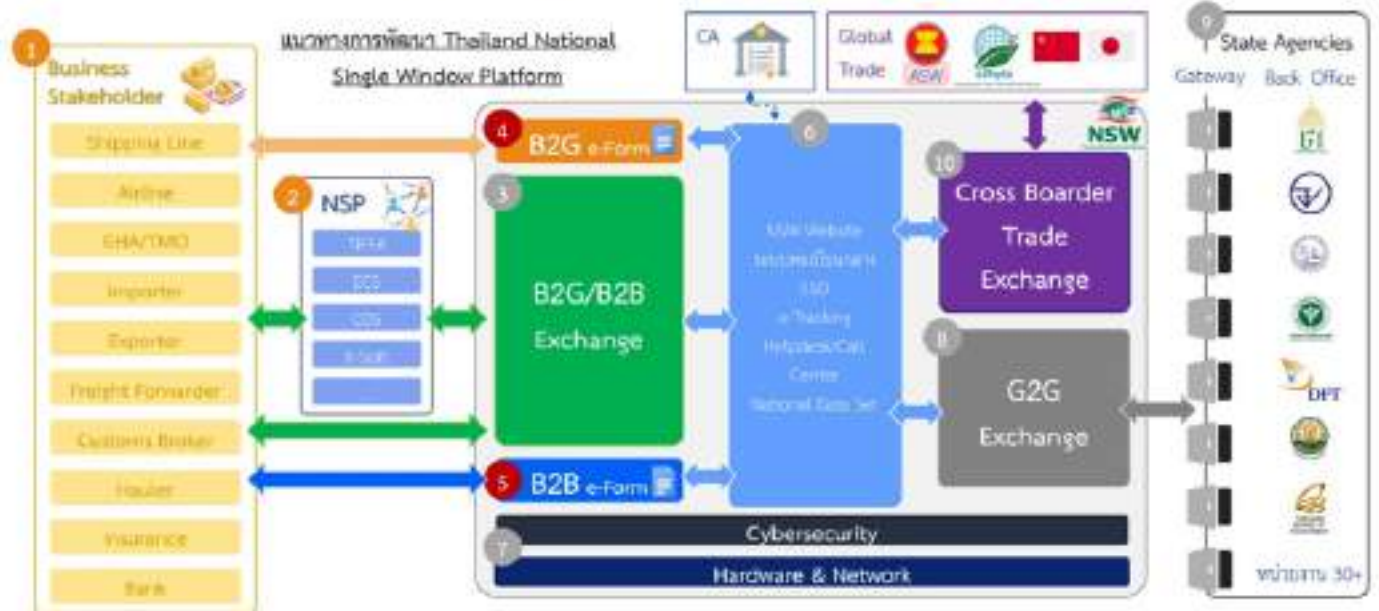 แนวทางการพัฒนา Thailand National
Single Window Platform
1
Business
Stakeholder
Shipping Line
Airline
GHA/TMO
Importer
Exporter
Freight Forwarder
Customs Broker
Hauler
Insurance
Bank
2
NSP
4
B2G e-Form
3
B2G/B2B
Exchange
5
B2B e-Form
CA
Global
Trade
ASW
NSW
6
NSW Website
SSO
e-Tracking
Helpdesk/Call
Center
National Data Set
10
Cross Boarder
Trade
Exchange
8
G2G
Exchange
7
Cybersecurity
Hardware & Network
9
State Agencies
Gateway Back Office
DPT
หน่วยงาน 30+